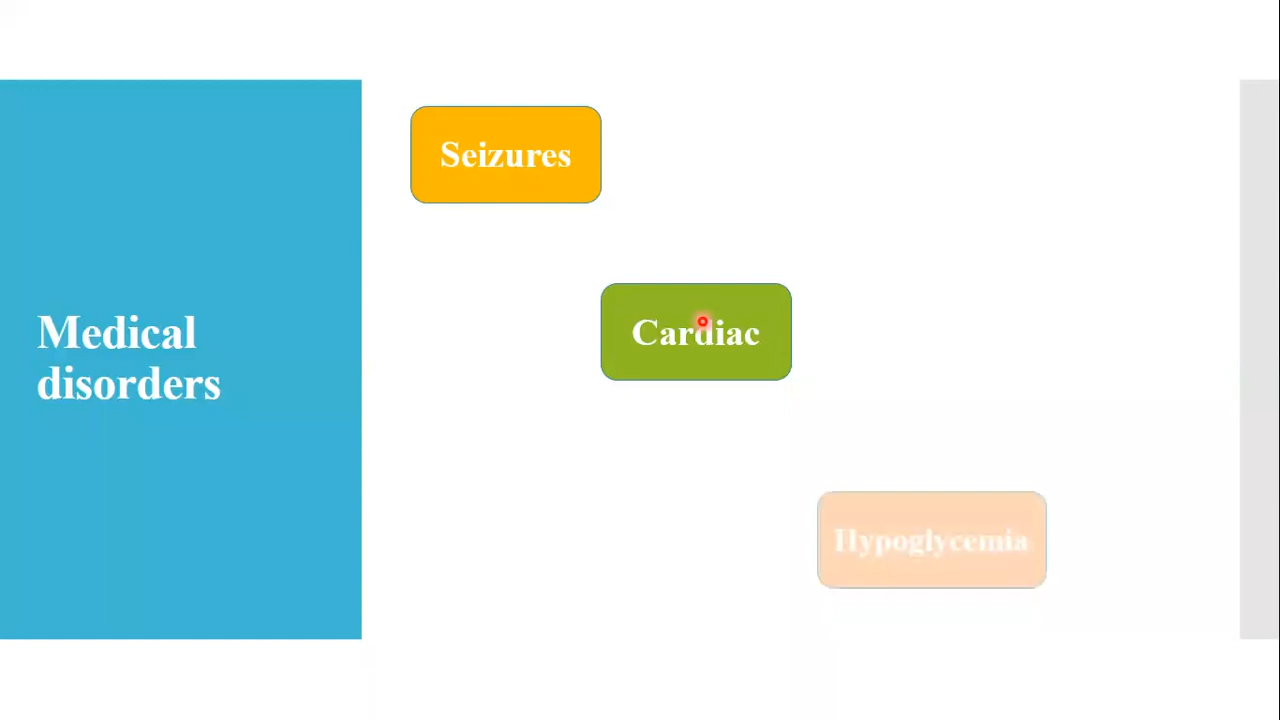 Medical
disorders
Seizures
Cardiac
Hypoglycemia